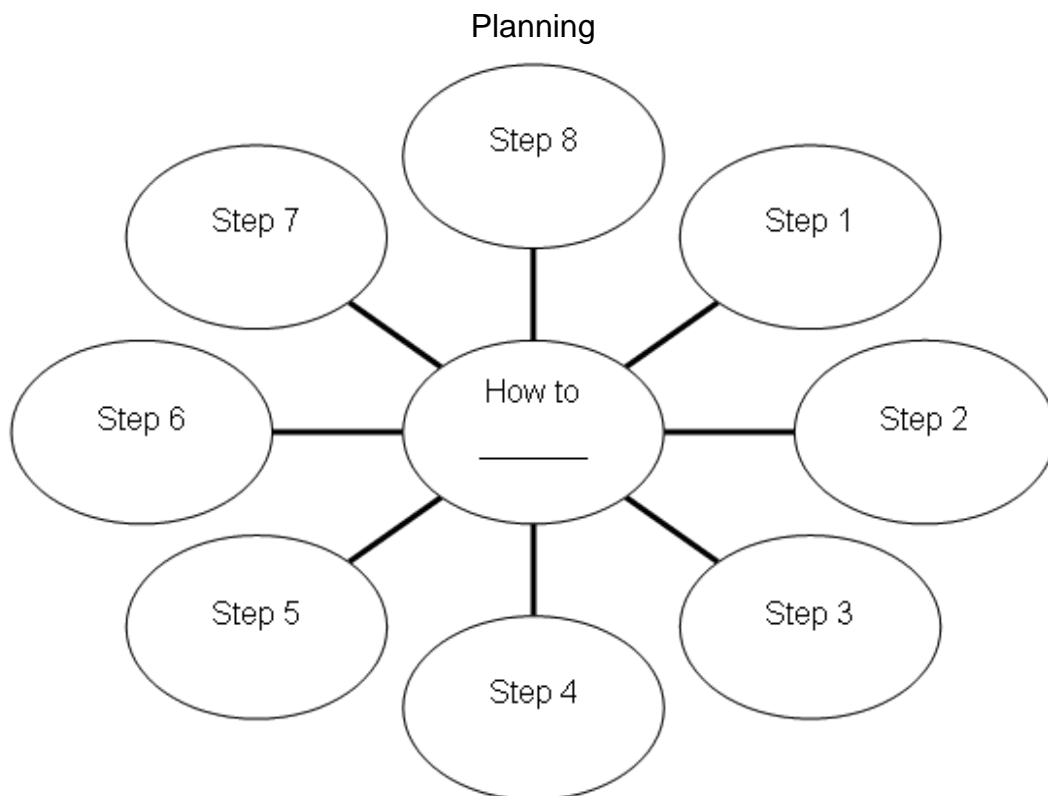 Planning
Step 8
Step 7
Step 1
How to
______
Step 6
Step 2
Step 5
Step 3
Step 4